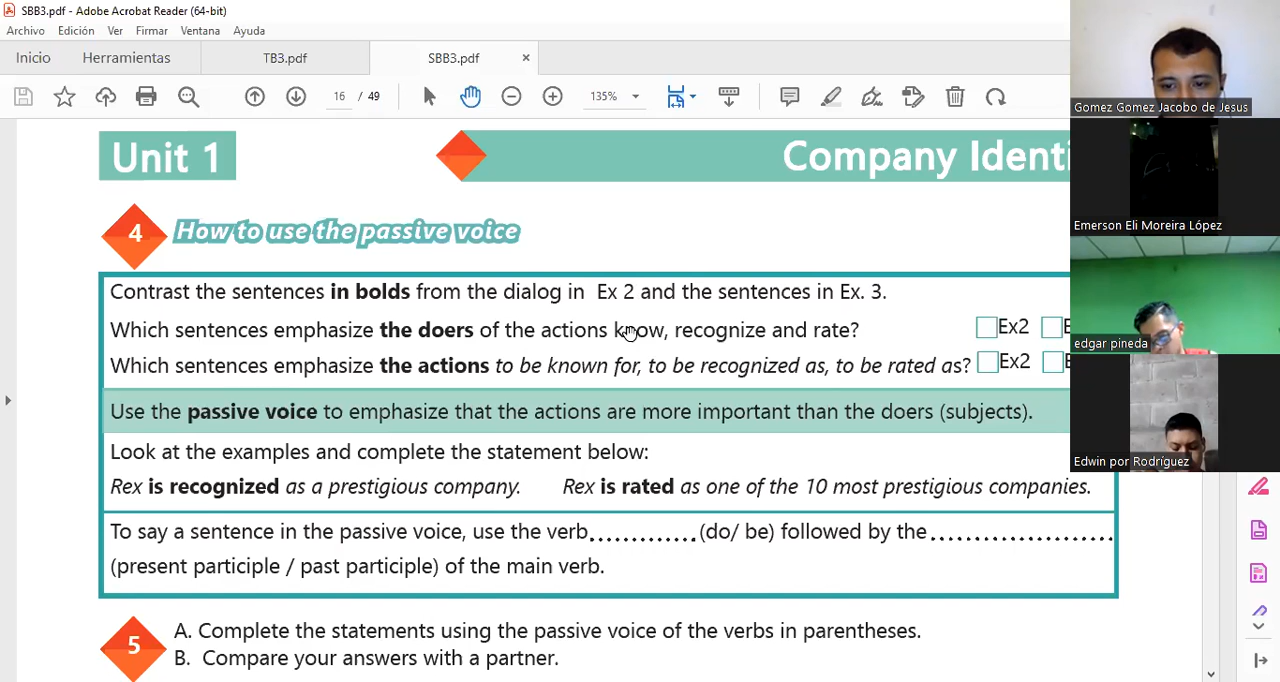 SBB3.pdf - Adobe Acrobat Reader (64-bit)
Archivo Edición Ver Firmar Ventana Ayuda
Inicio Herramientas TB3.pdf SBB3.pdf ×
16 / 49 135%
Gomez Gomez Jacobo de Jesus
Emerson Eli Moreira López
edgar pineda
Edwin por Rodríguez
Unit 1 Company Identi
4 How to use the passive voice
Contrast the sentences in bolds from the dialog in Ex 2 and the sentences in Ex. 3.
Which sentences emphasize the doers of the actions know, recognize and rate? Ex2 E
Which sentences emphasize the actions to be known for, to be recognized as, to be rated as? Ex2 E
Use the passive voice to emphasize that the actions are more important than the doers (subjects).
Look at the examples and complete the statement below:
Rex is recognized as a prestigious company. Rex is rated as one of the 10 most prestigious companies.
To say a sentence in the passive voice, use the verb............. (do/ be) followed by the ......................
(present participle / past participle) of the main verb.
5 A. Complete the statements using the passive voice of the verbs in parentheses.
B. Compare your answers with a partner.